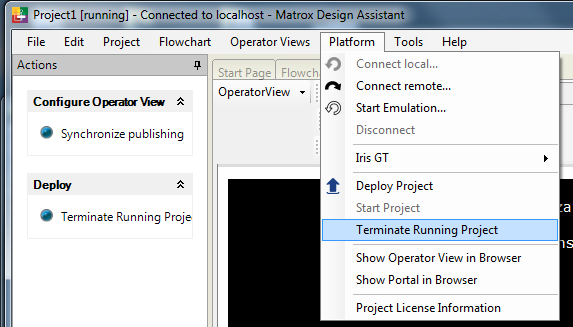 Project1 [running] - Connected to localhost - Matrox Design Assistant
File Edit Project Flowchart Operator Views Platform Tools Help
Actions
Configure Operator View
Synchronize publishing
Deploy
Terminate Running Proje
Start Page Flowch
OperatorView
Connect local...
Connect remote...
Start Emulation...
Disconnect
Iris GT
Deploy Project
Start Project
Terminate Running Project
Show Operator View in Browser
Show Portal in Browser
Project License Information
za
ns